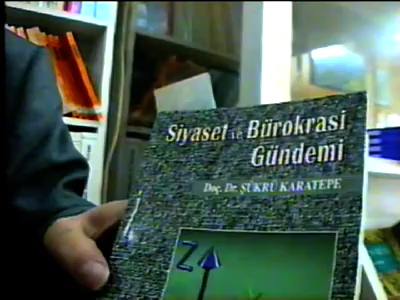 Siyaset ve Bürokrasi
Gündemi
Doç. Dr. ŞÜKRÜ KARATEPE
Z